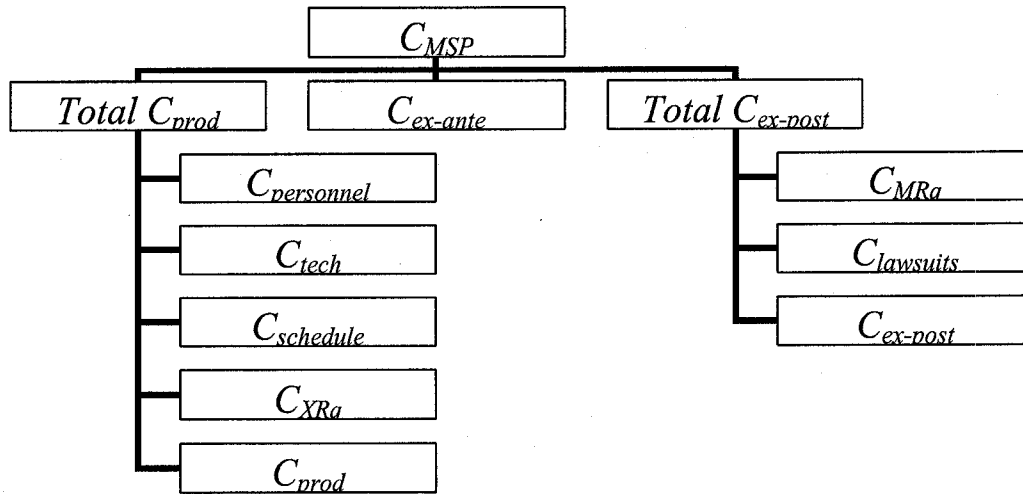 C_MSP
Total C_prod
C_ex-ante
Total C_ex-post
C_personnel
C_tech
C_schedule
C_XRa
C_prod
C_MRa
C_lawsuits
C_ex-post